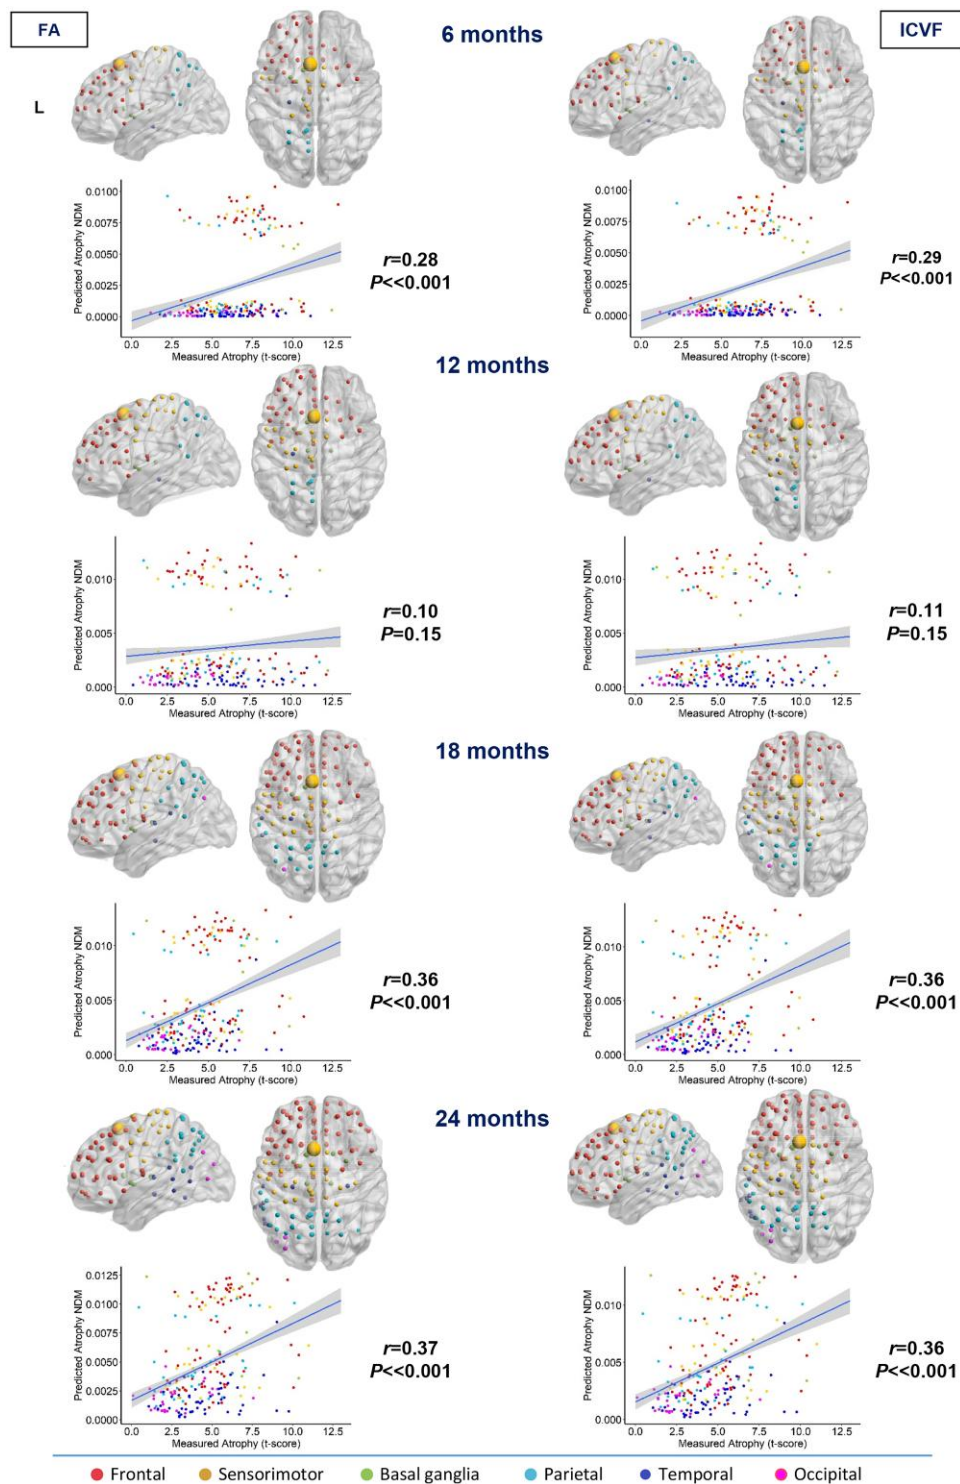 FA
6 months
ICVF
L
Predicted Atrophy NDM
0.0100
0.0075
0.0050
0.0025
0.0000
0.0 2.5 5.0 7.5 10.0 12.5
Measured Atrophy (t-score)
r=0.28
P<<0.001
Predicted Atrophy NDM
0.0100
0.0075
0.0050
0.0025
0.0000
0.0 2.5 5.0 7.5 10.0 12.5
Measured Atrophy (t-score)
r=0.29
P<<0.001
12 months
Predicted Atrophy NDM
0.010
0.005
0.000
0.0 2.5 5.0 7.5 10.0 12.5
Measured Atrophy (t-score)
r=0.10
P=0.15
Predicted Atrophy NDM
0.010
0.005
0.000
0.0 2.5 5.0 7.5 10.0 12.5
Measured Atrophy (t-score)
r=0.11
P=0.15
18 months
Predicted Atrophy NDM
0.010
0.005
0.000
0.0 2.5 5.0 7.5 10.0 12.5
Measured Atrophy (t-score)
r=0.36
P<<0.001
Predicted Atrophy NDM
0.010
0.005
0.000
0.0 2.5 5.0 7.5 10.0 12.5
Measured Atrophy (t-score)
r=0.36
P<<0.001
24 months
Predicted Atrophy NDM
0.0125
0.0100
0.0075
0.0050
0.0025
0.0000
0.0 2.5 5.0 7.5 10.0 12.5
Measured Atrophy (t-score)
r=0.37
P<<0.001
Predicted Atrophy NDM
0.010
0.005
0.000
0.0 2.5 5.0 7.5 10.0 12.5
Measured Atrophy (t-score)
r=0.36
P<<0.001
Frontal Sensorimotor Basal ganglia Parietal Temporal Occipital